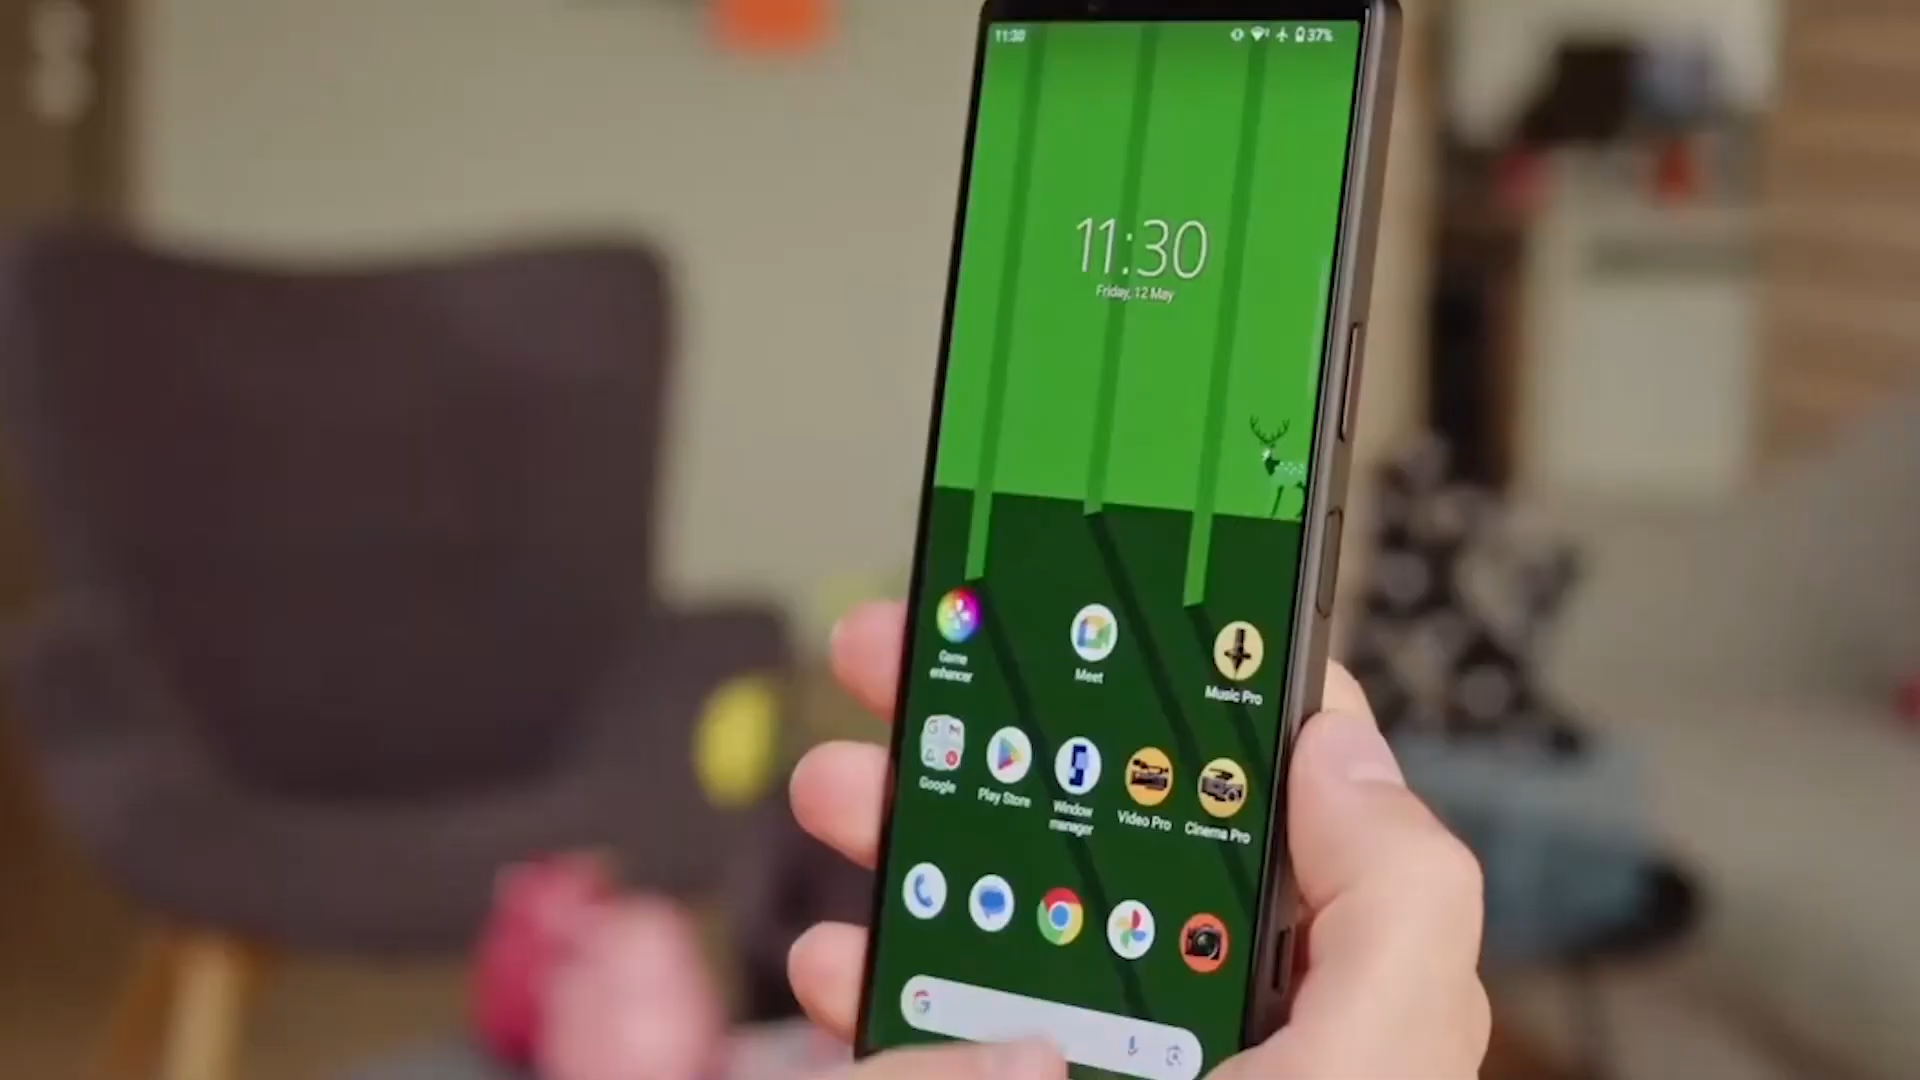 11:30
37%
11:30
Friday, 12 May
Game
enhancer
Meet
Music Pro
Google
Play Store
Window
manager
Video Pro
Cinema Pro
G